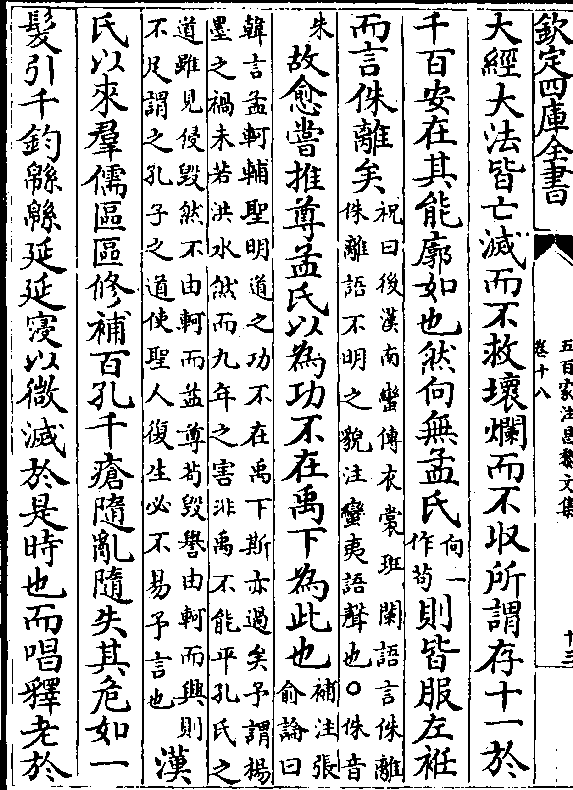 欽定四庫全書
五百家注昌黎文集
卷十八
十三
大經大法皆亡滅而不救壞爛而不收所謂存十一於
千百安在其能廓如也然向無孟氏向一作苟則皆服左衽
而言侏離矣祝曰後漢南蠻傳衣裳班闌語言侏離侏離語不明之貌注蠻夷語聲也○侏音
朱故愈嘗推尊孟氏以為功不在禹下為此也補注張俞論曰
韓言孟軻輔聖明道之功不在禹下斯亦過矣予謂楊
墨之禍未若洪水然而九年之害非禹不能平孔氏之
道雖見侵毀然不由軻而益尊茍毀譽由軻而興則
不足謂之孔子之道使聖人復生必不易予言也漢
氏以來羣儒區區修補百孔千瘡隨亂隨失其危如一
髮引千鈞緜緜延延寖以微滅於是時也而唱釋老於